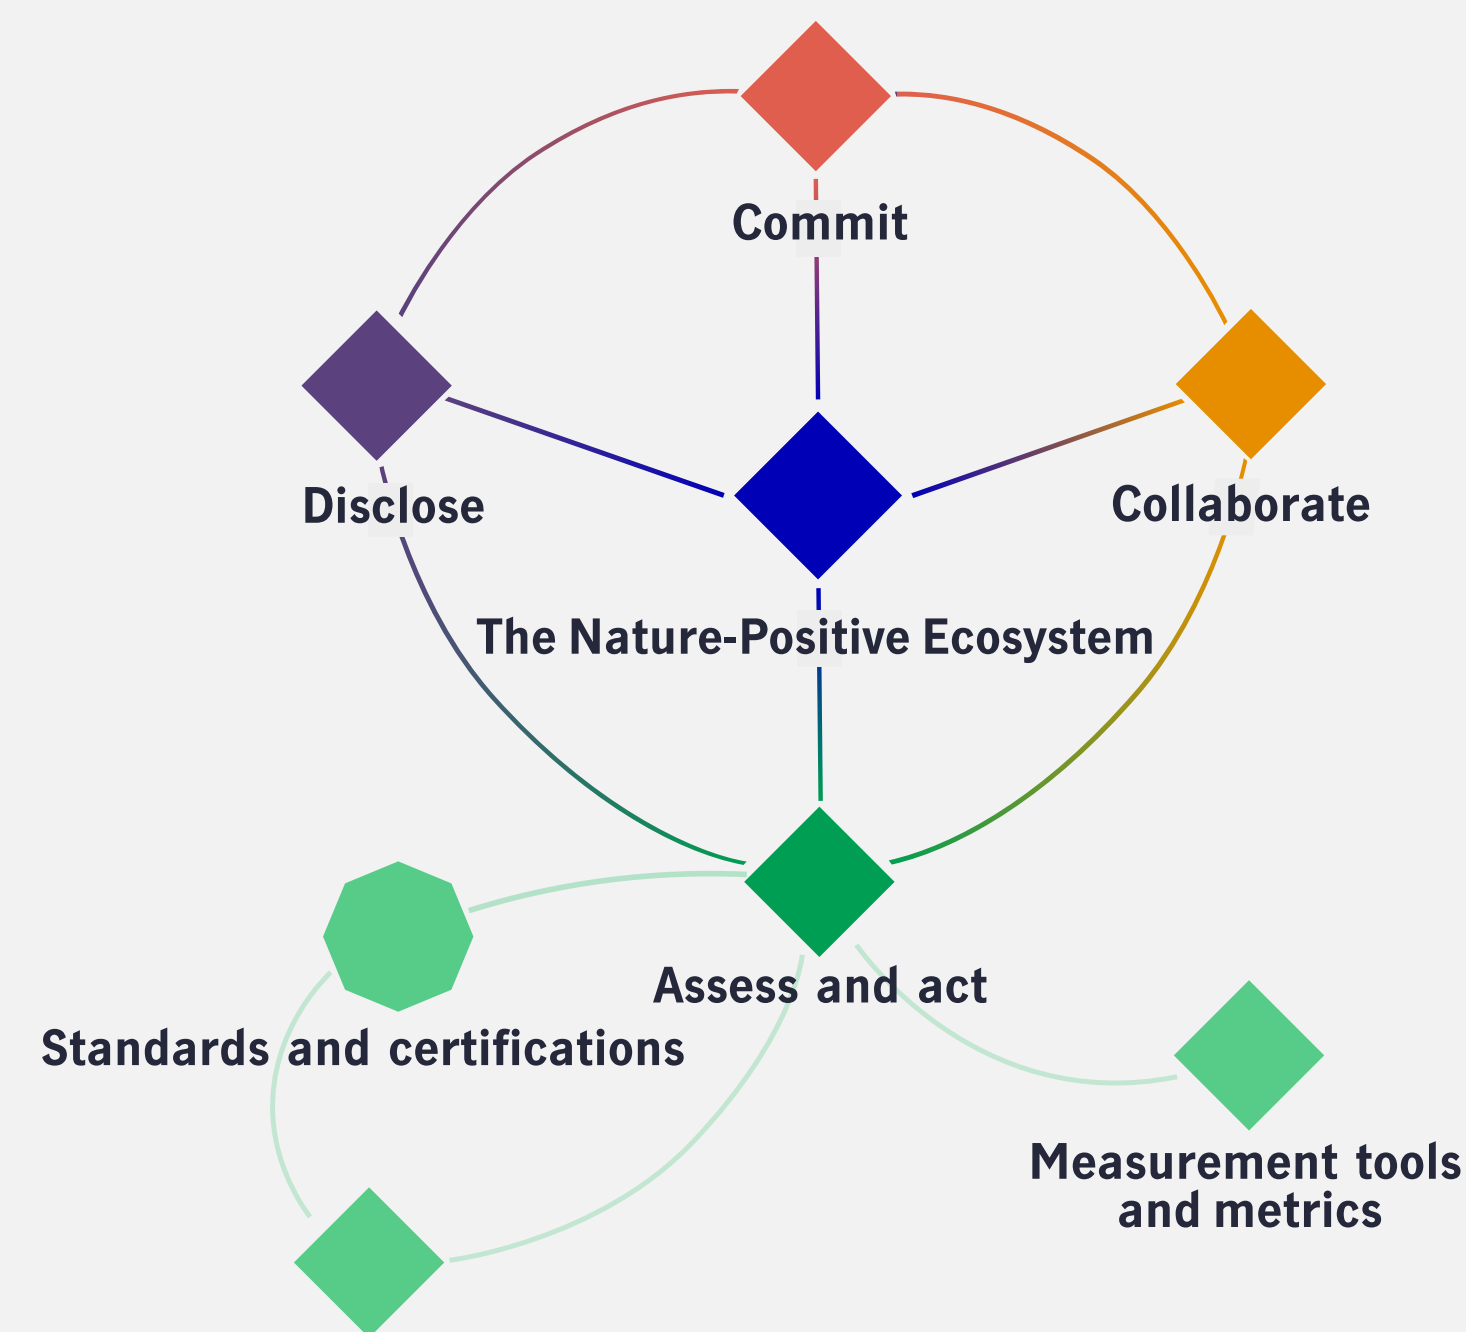 Commit
Disclose
Collaborate
The Nature-Positive Ecosystem
Assess and act
Standards and certifications
Measurement tools
and metrics